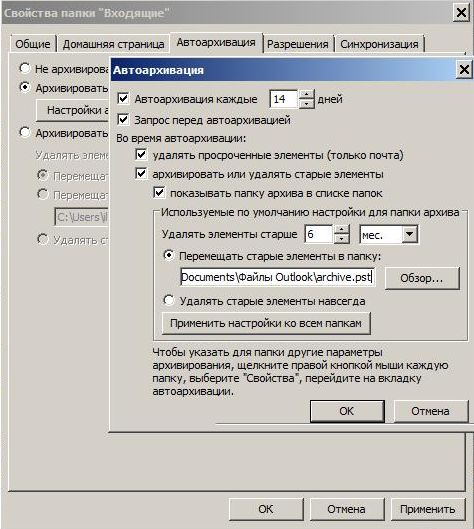 Свойства папки "Входящие"
Общие Домашняя страница Автоархивация Разрешения Синхронизация
Не архивирова
Архивировать
Настройки а
Архивировать
Удалять элеме
Перемещат
Перемещат
C:\Users\i
Удалять с
Автоархивация
Автоархивация каждые 14 дней
Запрос перед автоархивацией
Во время автоархивации:
удалять просроченные элементы (только почта)
архивировать или удалять старые элементы
показывать папку архива в списке папок
Используемые по умолчанию настройки для папки архива
Удалять элементы старше 6 мес.
Перемещать старые элементы в папку:
Documents\Файлы Outlook\archive.pst Обзор...
Удалять старые элементы навсегда
Применить настройки ко всем папкам
Чтобы указать для папки другие параметры
архивирования, щелкните правой кнопкой мыши каждую
папку, выберите "Свойства", перейдите на вкладку
автоархивации.
ОК Отмена
ОК Отмена Применить